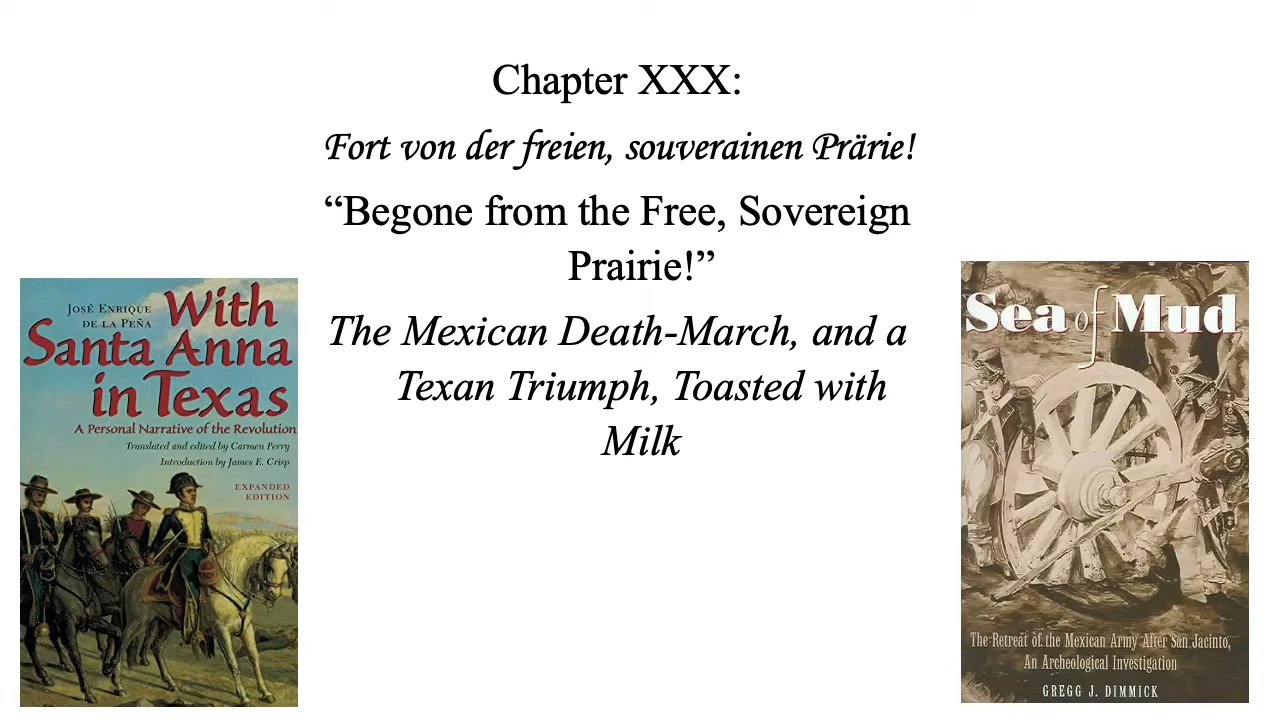 Chapter XXX:
Fort von der freien, souverainen Prärie!
“Begone from the Free, Sovereign
Prairie!”
The Mexican Death-March, and a
Texan Triumph, Toasted with
Milk
JOSÉ ENRIQUE
DE LA PEÑA
With
Santa Anna
in Texas
A Personal Narrative of the Revolution
Translated and edited by Carmen Perry
Introduction by James E. Crisp
EXPANDED
EDITION
Sea of Mud
The Retreat of the Mexican Army After San Jacinto,
An Archeological Investigation
GREGG J. DIMMICK